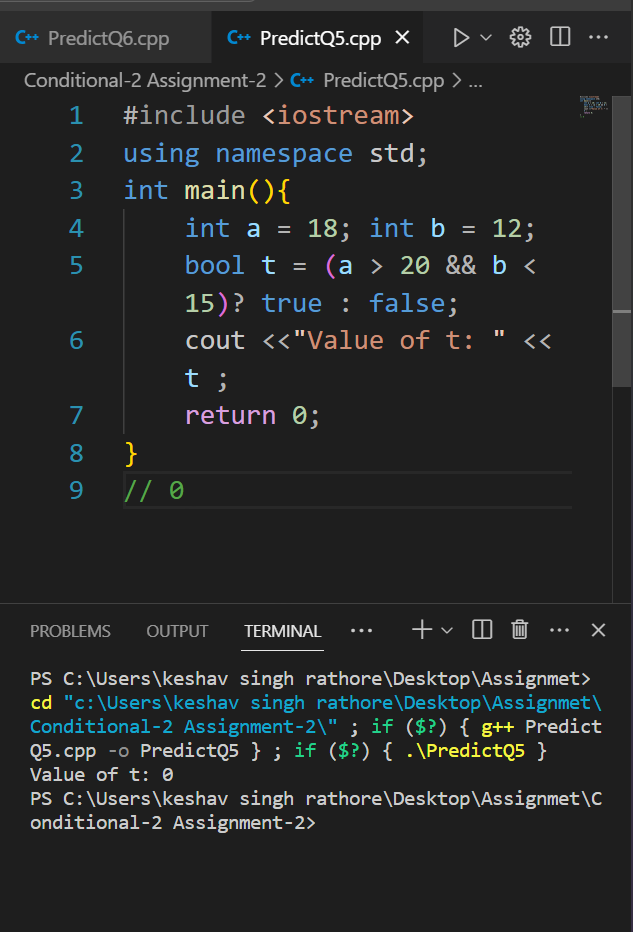 C++ PredictQ6.cpp C++ PredictQ5.cpp
Conditional-2 Assignment-2 > C++ PredictQ5.cpp > ...
1 #include <iostream>
2 using namespace std;
3 int main(){
4 int a = 18; int b = 12;
5 bool t = (a > 20 && b <
15)? true : false;
6 cout <<"Value of t: " <<
t ;
7 return 0;
8 }
9 // 0
PROBLEMS OUTPUT TERMINAL
PS C:\Users\keshav singh rathore\Desktop\Assignmet>
cd "c:\Users\keshav singh rathore\Desktop\Assignmet\
Conditional-2 Assignment-2\" ; if ($?) { g++ Predict
Q5.cpp -o PredictQ5 } ; if ($?) { .\PredictQ5 }
Value of t: 0
PS C:\Users\keshav singh rathore\Desktop\Assignmet\C
onditional-2 Assignment-2>